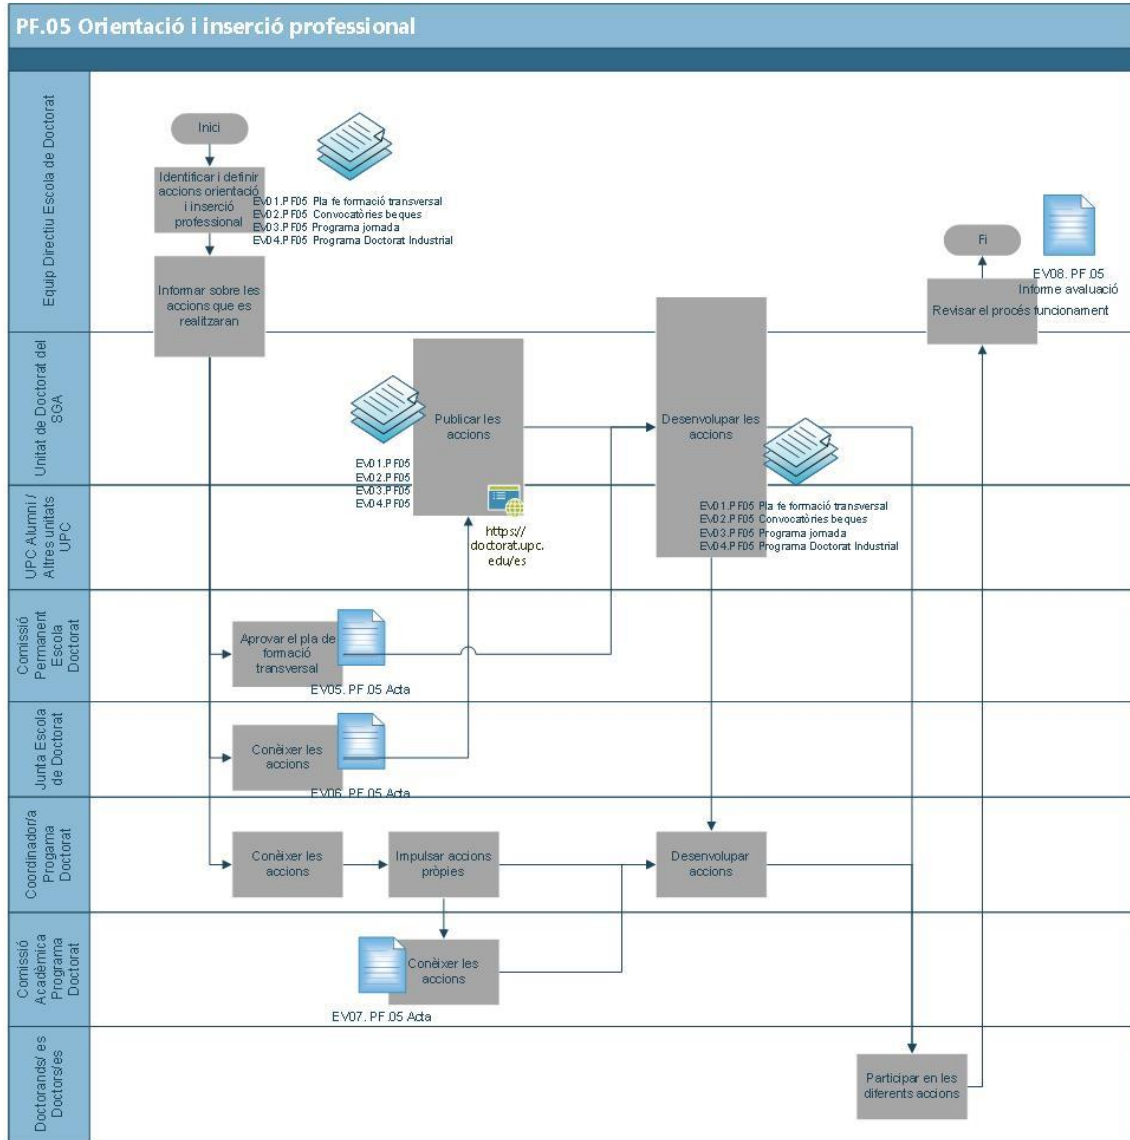 PF.05 Orientació i inserció professional
Equip Directiu Escola de Doctorat
Inici
Identificar i definir
accions orientació
i inserció
professional
EV01.PF05 Pla fe formació transversal
EV02.PF05 Convocatòries beques
EV03.PF05 Programa jornada
EV04.PF05 Programa Doctorat Industrial
Informar sobre les
accions que es
realitzaran
Fi
EV08. PF.05
Informe avaluació
Revisar el procés funcionament
Unitat de Doctorat del
SGA
Publicar les
accions
EV01.PF05
EV02.PF05
EV03.PF05
EV04.PF05
https://
doctorat.upc.
edu/es
Desenvolupar les
accions
EV01.PF05 Pla fe formació transversal
EV02.PF05 Convocatòries beques
EV03.PF05 Programa jornada
EV04.PF05 Programa Doctorat Industrial
UPC Alumni /
Altres unitats
UPC
Comissió
Permanent
Escola
Doctorat
Aprovar el pla de
formació
transversal
EV05. PF.05 Acta
Junta Escola
de Doctorat
Conèixer les
accions
EV06. PF.05 Acta
Coordinador/a
Progama
Doctorat
Conèixer les
accions
Impulsar accions
pròpies
Desenvolupar
accions
Comissió
Acadèmica
Programa
Doctorat
Conèixer les
accions
EV07. PF.05 Acta
Doctorands/es
Doctors/es
Participar en les
diferents accions